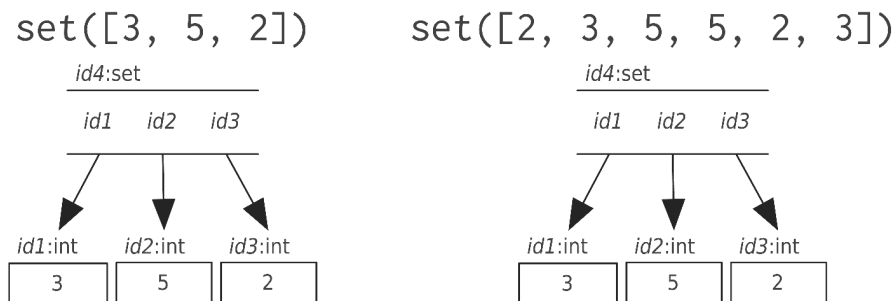 set([3, 5, 2])
id4:set
id1 id2 id3
id1:int id2:int id3:int
3 5 2
set([2, 3, 5, 5, 2, 3])
id4:set
id1 id2 id3
id1:int id2:int id3:int
3 5 2